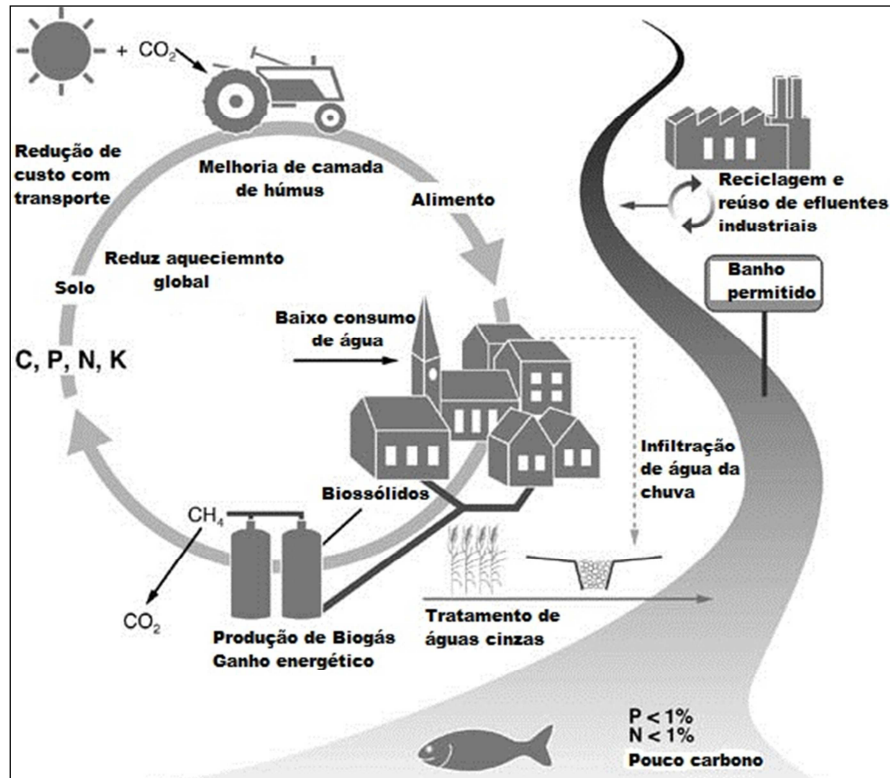 + CO2
Redução de
custo com
transporte
Melhoria de camada
de húmus
Alimento
Reciclagem e
reúso de efluentes
industriais
Reduz aqueciemnto
global
Solo
Banho
permitido
Baixo consumo
de água
C, P, N, K
Infiltração
de água da
chuva
Biossólidos
CH4
CO2
Tratamento de
águas cinzas
Produção de Biogás
Ganho energético
P < 1%
N < 1%
Pouco carbono